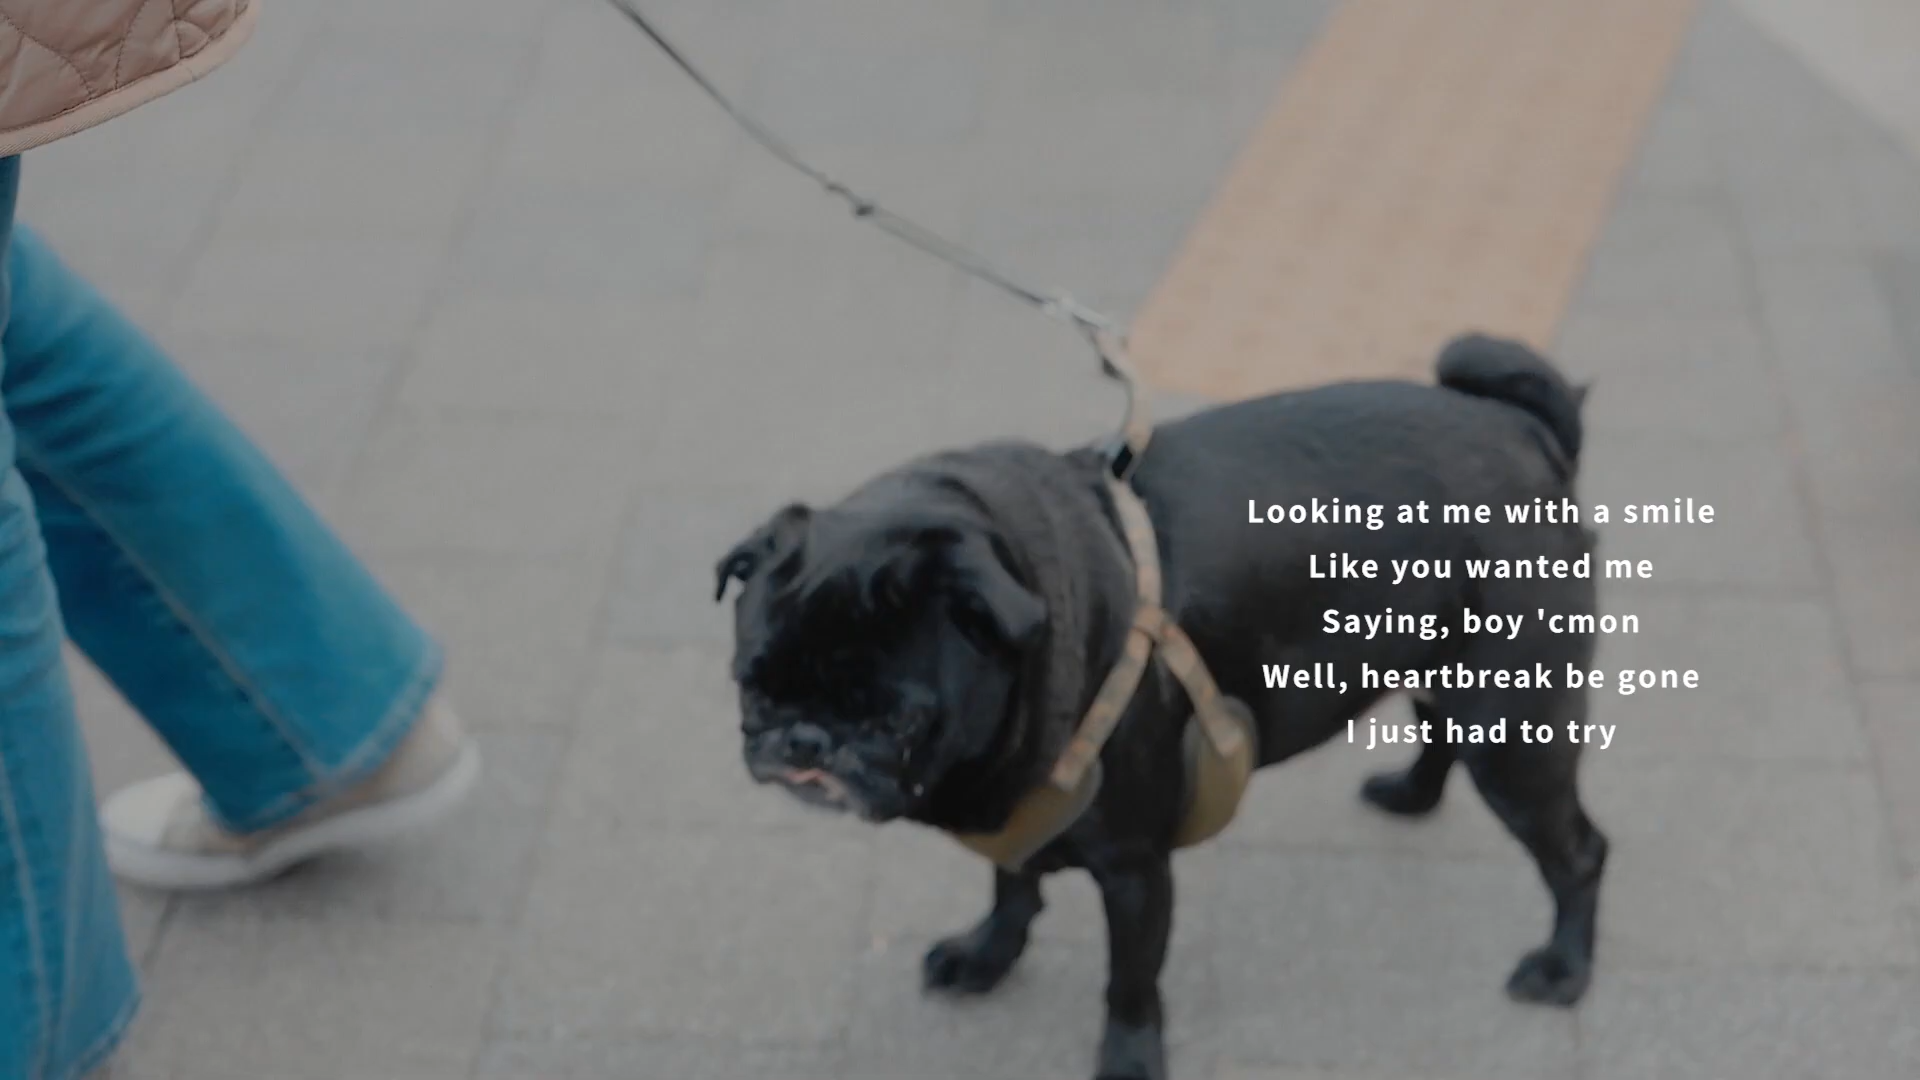 Looking at me with a smile
Like you wanted me
Saying, boy 'cmon
Well, heartbreak be gone
I just had to try